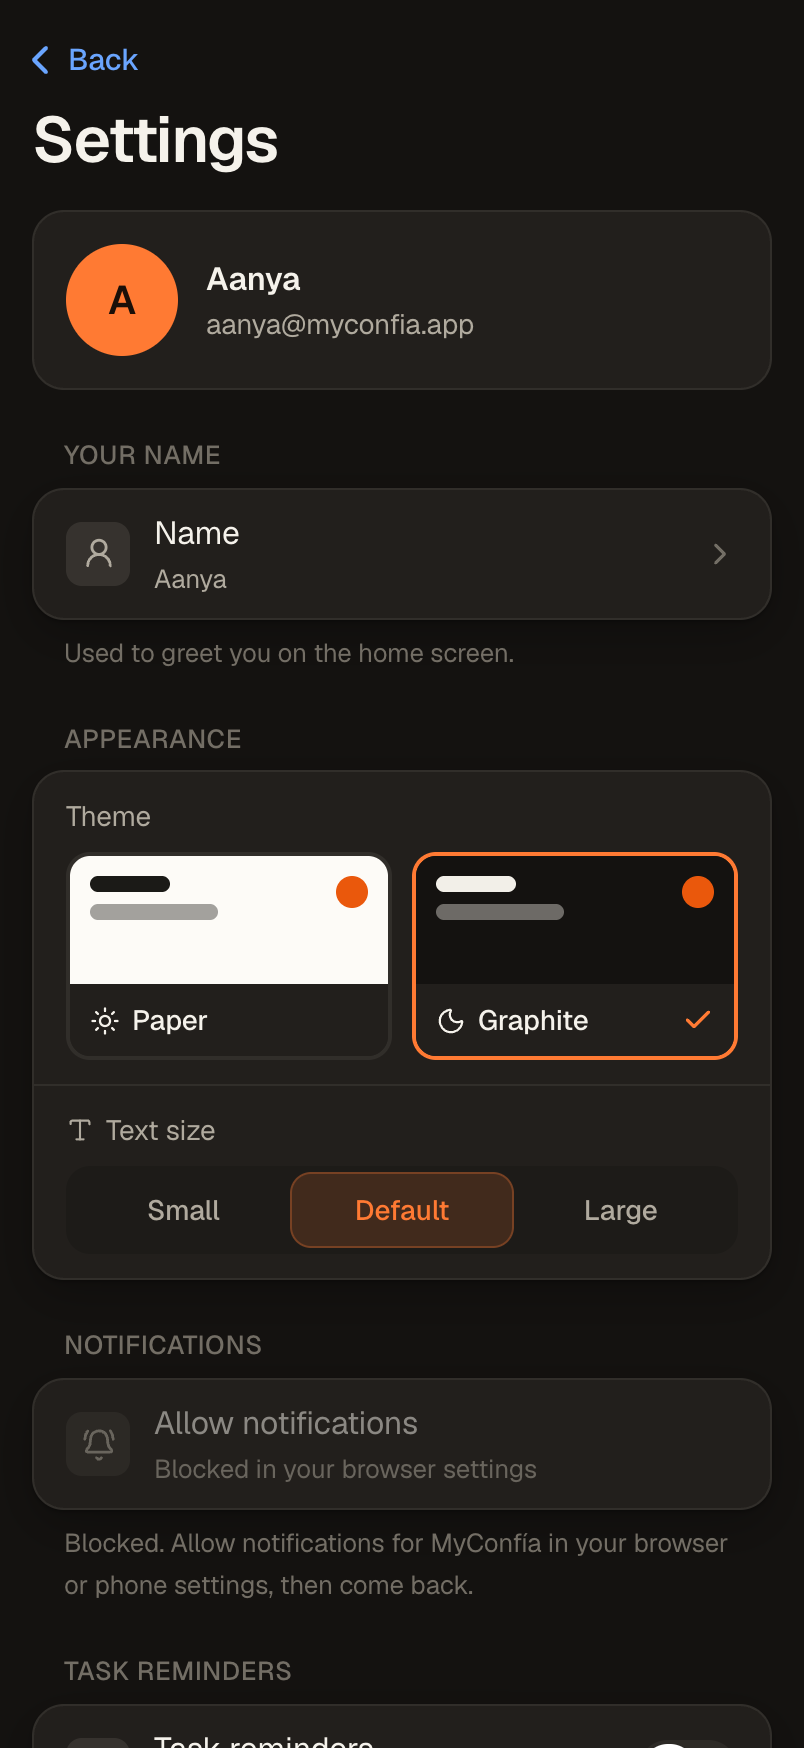 Back
Settings
A
Aanya
aanya@myconfia.app
YOUR NAME
Name
Aanya
Used to greet you on the home screen.
APPEARANCE
Theme
Paper
Graphite
Text size
Small
Default
Large
NOTIFICATIONS
Allow notifications
Blocked in your browser settings
Blocked. Allow notifications for MyConfía in your browser
or phone settings, then come back.
TASK REMINDERS
Task reminders